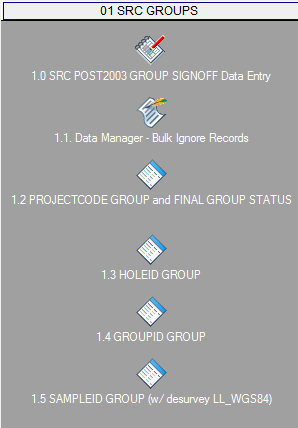 01 SRC GROUPS
1.0 SRC POST2003 GROUP SIGNOFF Data Entry
1.1. Data Manager - Bulk Ignore Records
1.2 PROJECTCODE GROUP and FINAL GROUP STATUS
1.3 HOLEID GROUP
1.4 GROUPID GROUP
1.5 SAMPLEID GROUP (w/ desurvey LL_WGS84)